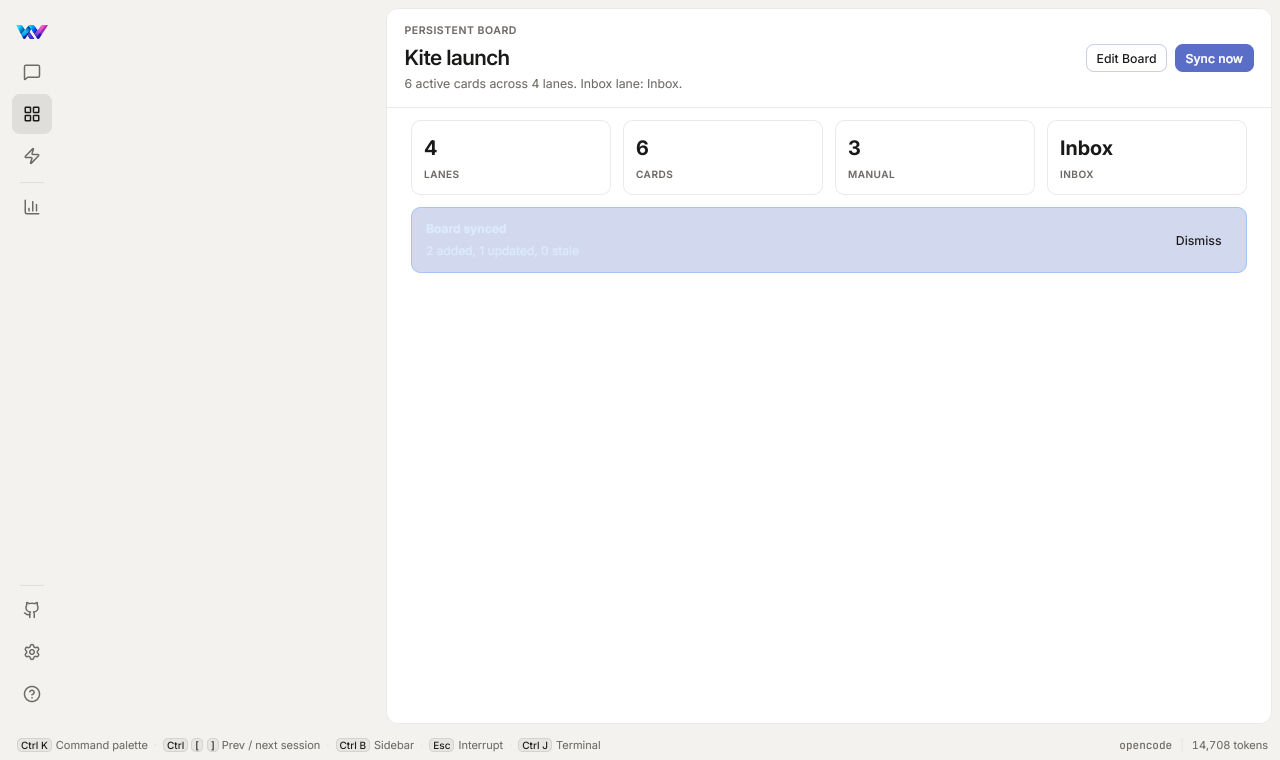 PERSISTENT BOARD
Kite launch
6 active cards across 4 lanes. Inbox lane: Inbox.
Edit Board
Sync now
4
LANES
6
CARDS
3
MANUAL
Inbox
INBOX
Board synced
2 added, 1 updated, 0 stale
Dismiss
Ctrl K Command palette
Ctrl [ ] Prev / next session
Ctrl B Sidebar
Esc Interrupt
Ctrl J Terminal
opencode
14,708 tokens